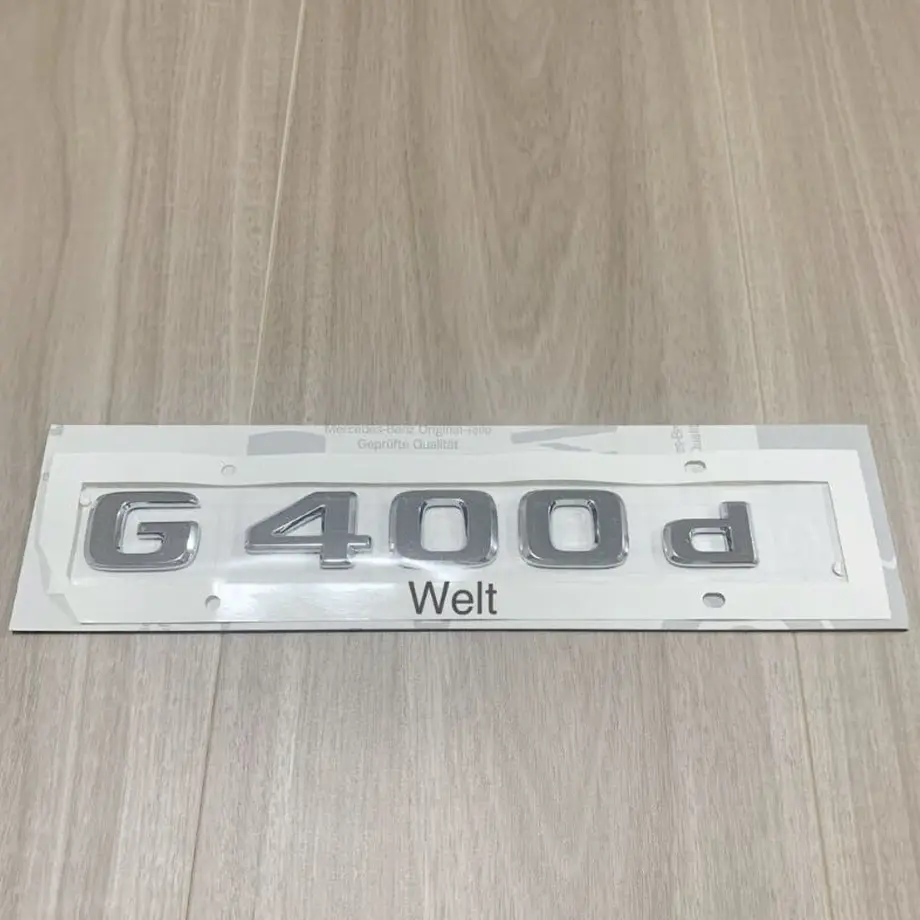 Mercedes-Benz Original-Teile
Geprüfte Qualität
G 400 d
Welt